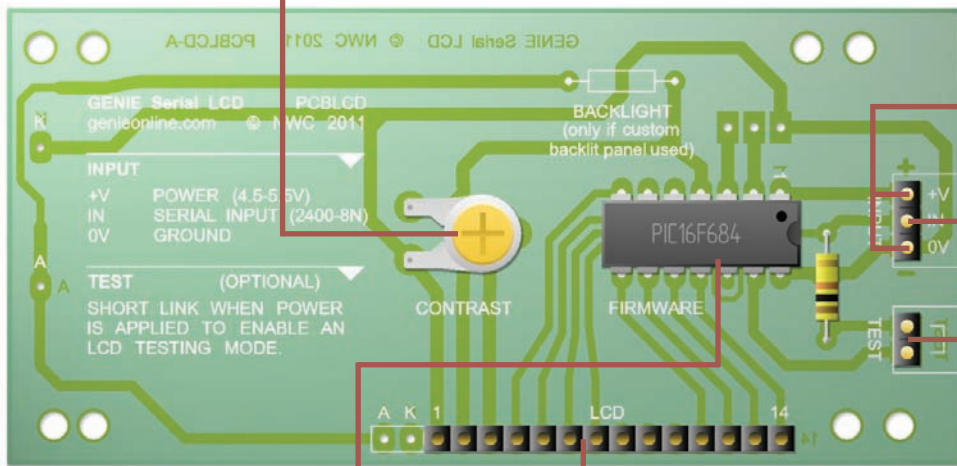 GENIE Serial LCD © NWC 2011 PCBLCD-A
GENIE Serial LCD PCBLCD
genieonline.com © NWC 2011
K
INPUT
+V POWER (4.5-5.5V)
IN SERIAL INPUT (2400-8N)
0V GROUND
A
A
TEST (OPTIONAL)
SHORT LINK WHEN POWER
IS APPLIED TO ENABLE AN
LCD TESTING MODE.
BACKLIGHT
(only if custom
backlit panel used)
CONTRAST
PIC16F684
FIRMWARE
+
+V
IN
0V
-
INPUT
TEST
A K 1 LCD 14
14